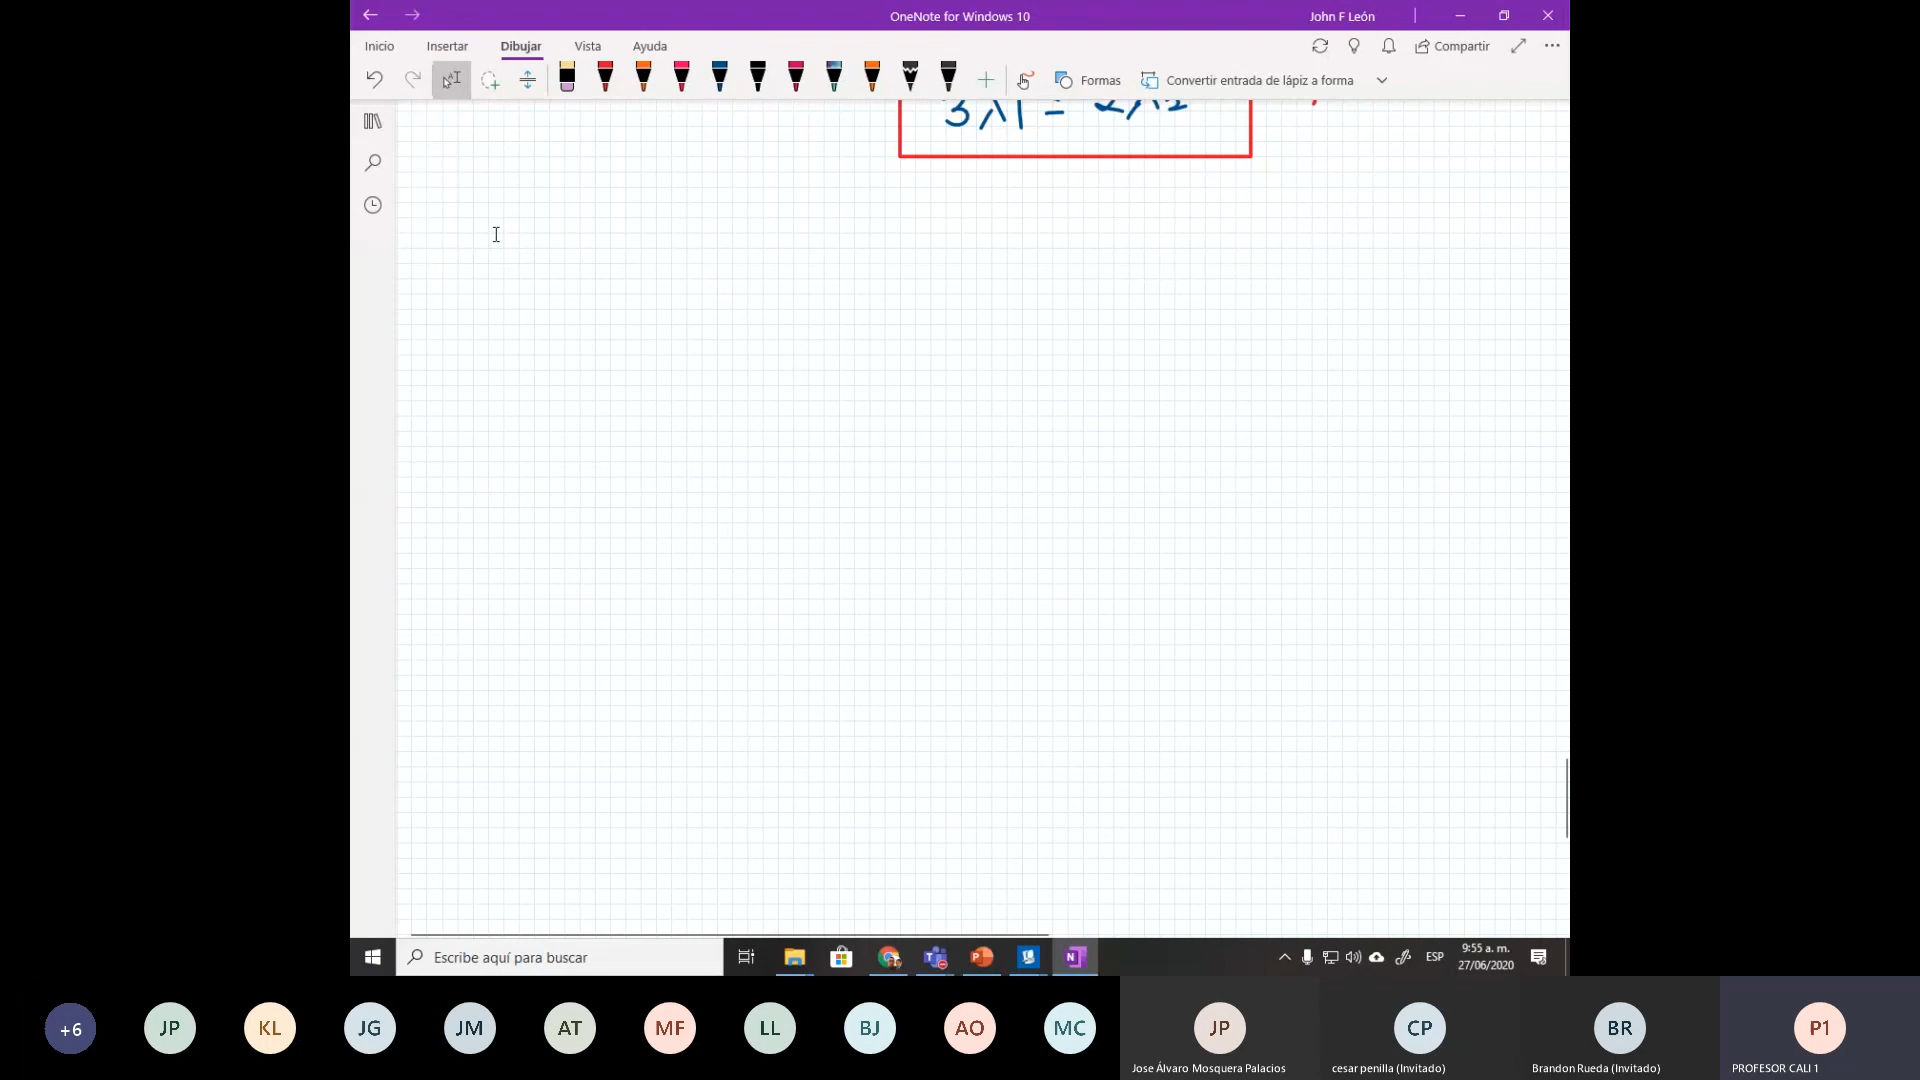 OneNote for Windows 10
John F León
Inicio
Insertar
Dibujar
Vista
Ayuda
Compartir
Formas
Convertir entrada de lápiz a forma
Escribe aquí para buscar
ESP
9:55 a. m.
27/06/2020
+6
JP
KL
JG
JM
AT
MF
LL
BJ
AO
MC
JP
CP
BR
P1
Jose Álvaro Mosquera Palacios
cesar penilla (Invitado)
Brandon Rueda (Invitado)
PROFESOR CALI 1